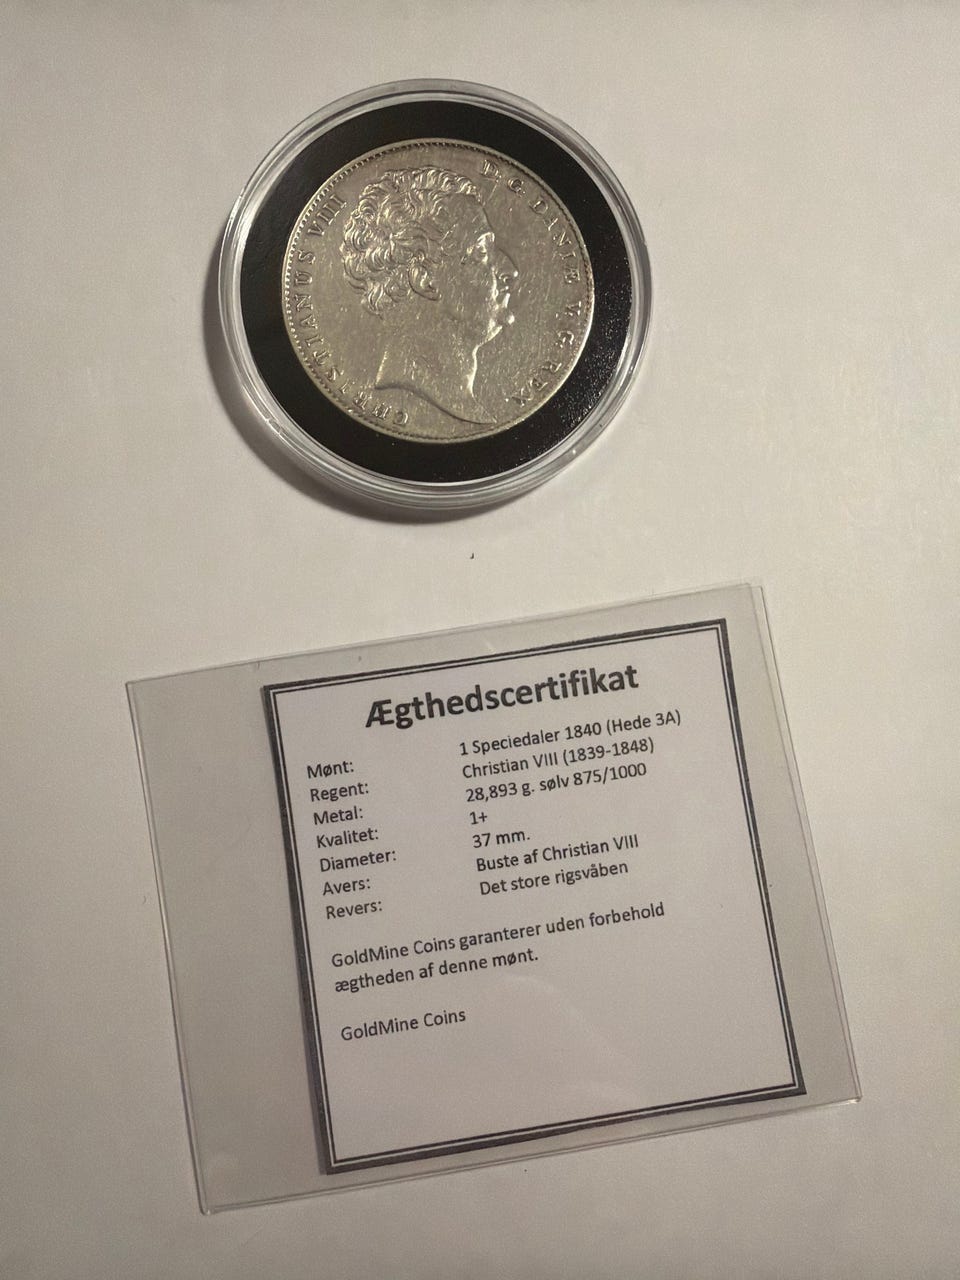 CHRISTIANUS VIII D. G. DANIÆ V. G. REX
Ægthedscertifikat
Mønt: 1 Speciedaler 1840 (Hede 3A)
Regent: Christian VIII (1839-1848)
Metal: 28,893 g. sølv 875/1000
Kvalitet: 1+
Diameter: 37 mm.
Avers: Buste af Christian VIII
Revers: Det store rigsvåben
GoldMine Coins garanterer uden forbehold
ægtheden af denne mønt.
GoldMine Coins